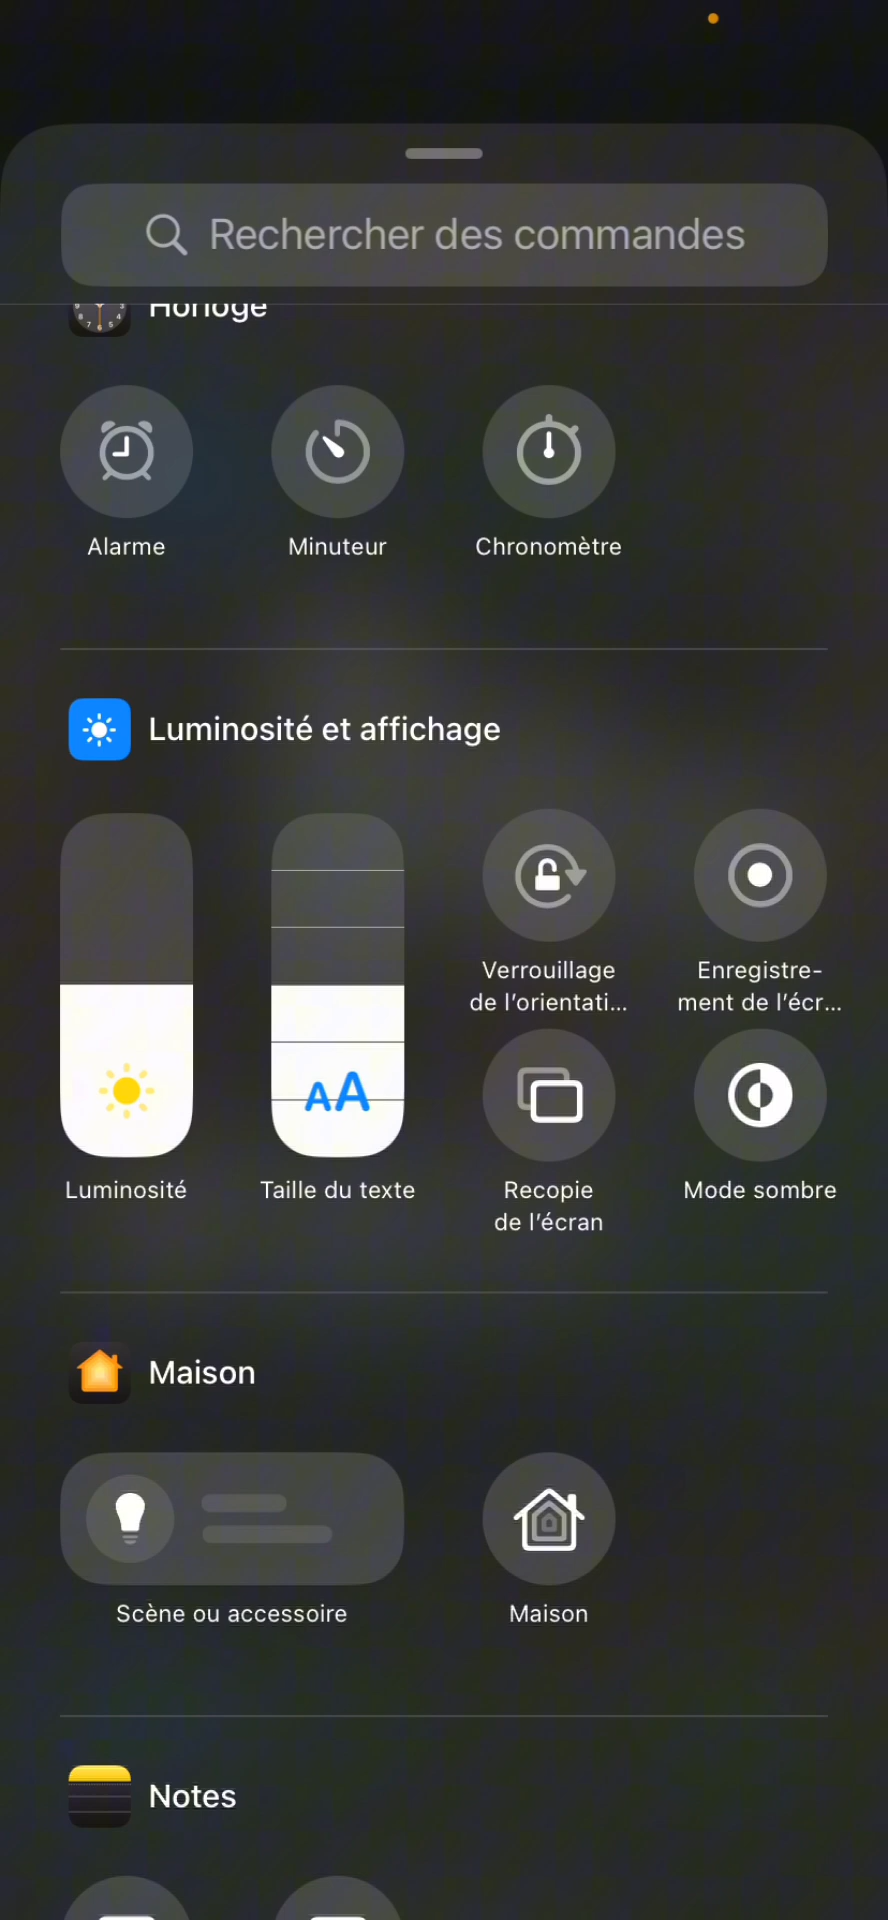 Rechercher des commandes
Horloge
Alarme
Minuteur
Chronomètre
Luminosité et affichage
Verrouillage
de l’orientati...
Enregistre-
ment de l’écr...
AA
Luminosité
Taille du texte
Recopie
de l’écran
Mode sombre
Maison
Scène ou accessoire
Maison
Notes